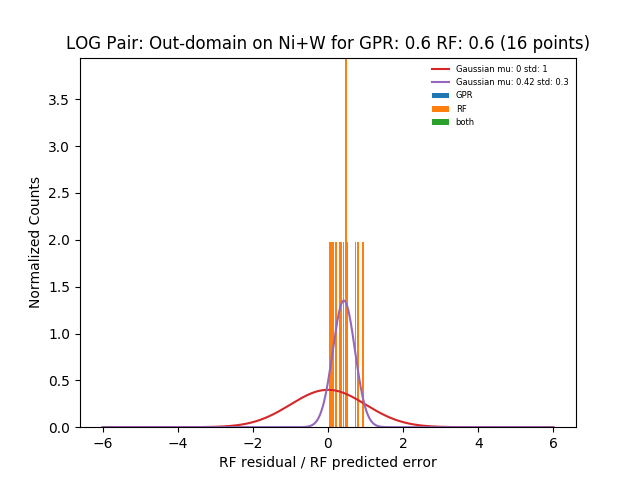 LOG Pair: Out-domain on Ni+W for GPR: 0.6 RF: 0.6 (16 points)
Gaussian mu: 0 std: 1
Gaussian mu: 0.42 std: 0.3
GPR
RF
both
Normalized Counts
3.5
3.0
2.5
2.0
1.5
1.0
0.5
0.0
−6 −4 −2 0 2 4 6
RF residual / RF predicted error